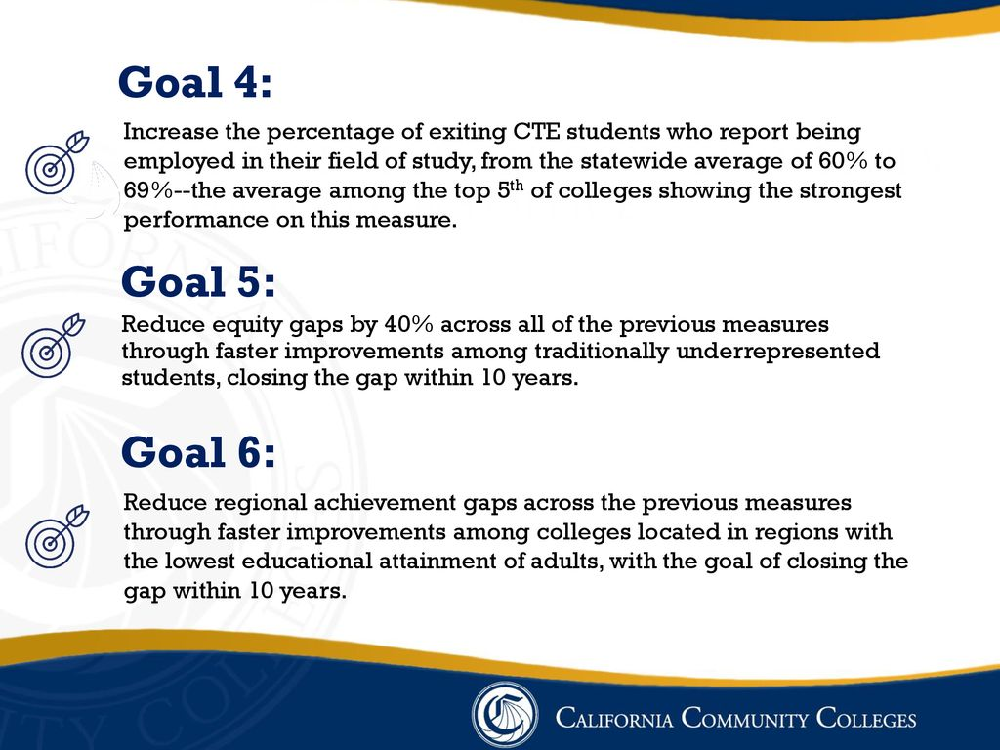 Goal 4:
Increase the percentage of exiting CTE students who report being
employed in their field of study, from the statewide average of 60% to
69%--the average among the top 5th of colleges showing the strongest
performance on this measure.
Goal 5:
Reduce equity gaps by 40% across all of the previous measures
through faster improvements among traditionally underrepresented
students, closing the gap within 10 years.
Goal 6:
Reduce regional achievement gaps across the previous measures
through faster improvements among colleges located in regions with
the lowest educational attainment of adults, with the goal of closing the
gap within 10 years.
CALIFORNIA COMMUNITY COLLEGES